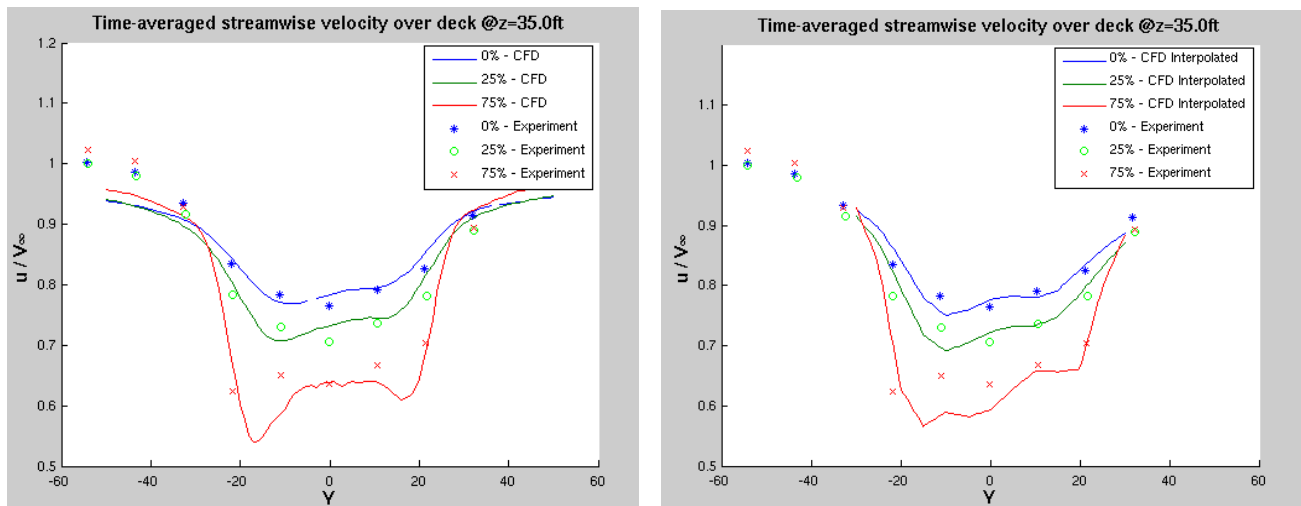 Time-averaged streamwise velocity over deck @z=35.0ft
1.2
1.1
1
0.9
0.8
0.7
0.6
0.5
u / V∞
-60
-40
-20
0
20
40
60
Y
0% - CFD
25% - CFD
75% - CFD
0% - Experiment
25% - Experiment
75% - Experiment
Time-averaged streamwise velocity over deck @z=35.0ft
1.1
1
0.9
0.8
0.7
0.6
0.5
u / V∞
-60
-40
-20
0
20
40
60
Y
0% - CFD Interpolated
25% - CFD Interpolated
75% - CFD Interpolated
0% - Experiment
25% - Experiment
75% - Experiment